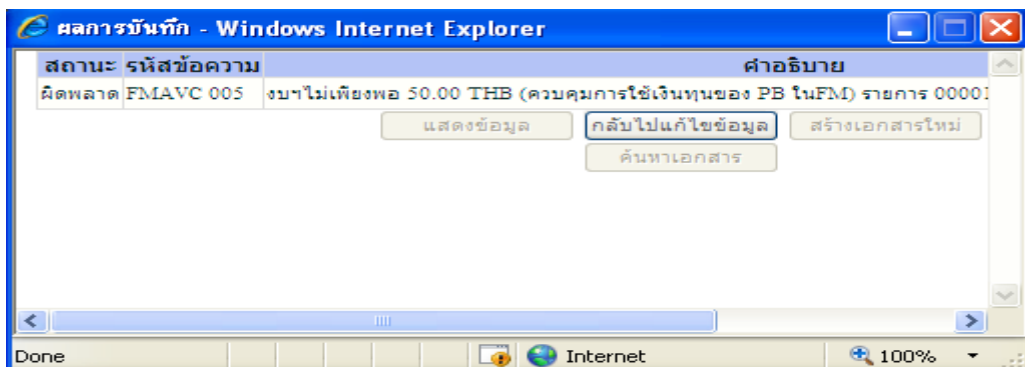 ผลการบันทึก - Windows Internet Explorer
สถานะ รหัสข้อความ คำอธิบาย
ผิดพลาด FMAVC 005 งบฯไม่เพียงพอ 50.00 THB (ควบคุมการใช้เงินทุนของ PB ในFM) รายการ 00001
แสดงข้อมูล กลับไปแก้ไขข้อมูล สร้างเอกสารใหม่
ค้นหาเอกสาร
Done Internet 100%